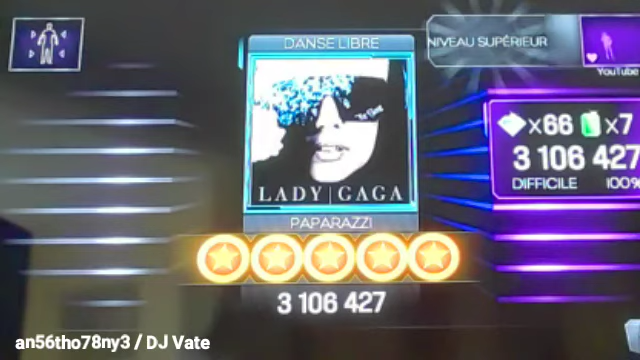 DANSE LIBRE
NIVEAU SUPÉRIEUR
YouTube
x66 x7
3 106 427
DIFFICILE 100%
LADY | GAGA
PAPARAZZI
3 106 427
an56tho78ny3 / DJ Vate